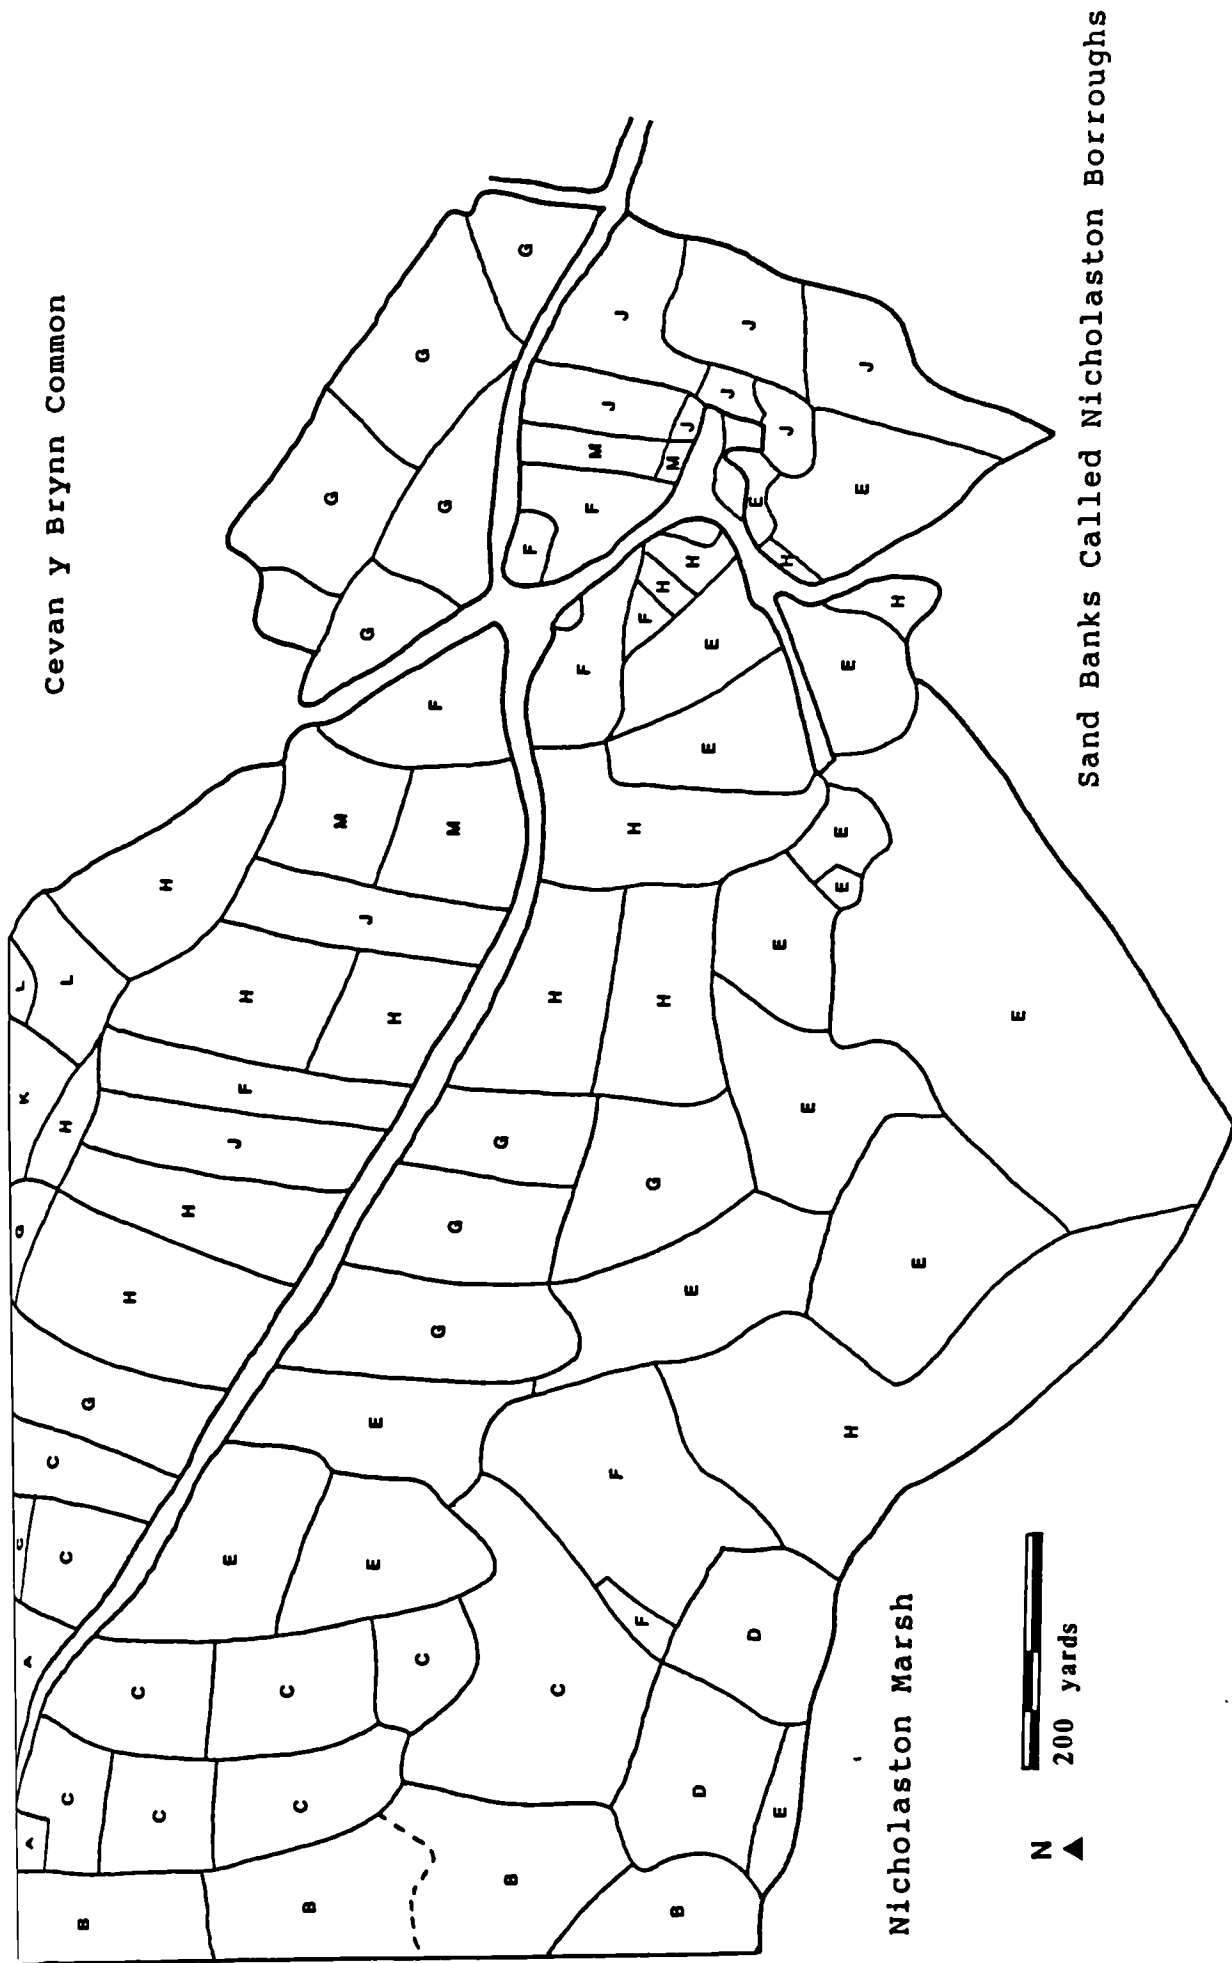 Cevan y Brynn Common
A A C G K L
B C C C G H L
C C H H H
E J F H
B C C E E J M G G
C G G H M F G G
B C G H F G
F F H F F F M J J
B D E G H E E H H M J J
E D E E H E J J
H E E E E J
E H
E
Nicholaston Marsh
N
200 yards
Sand Banks Called Nicholaston Borroughs